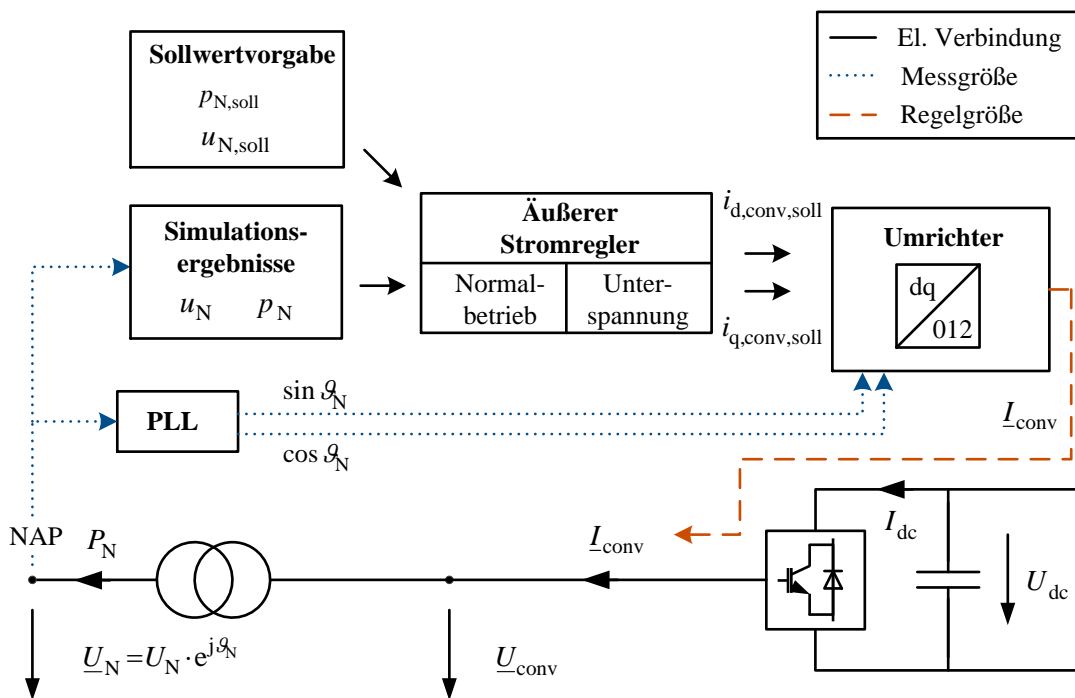 Sollwertvorgabe
p_N,soll
u_N,soll
El. Verbindung
Messgröße
Regelgröße
Simulations-
ergebnisse
u_N p_N
Äußerer
Stromregler
Normal-
betrieb
Unter-
spannung
i_d,conv,soll
i_q,conv,soll
Umrichter
dq
012
PLL
sin ϑ_N
cos ϑ_N
I_conv
NAP
P_N
I_conv
I_dc
U_dc
U_N = U_N · e^jϑ_N
U_conv